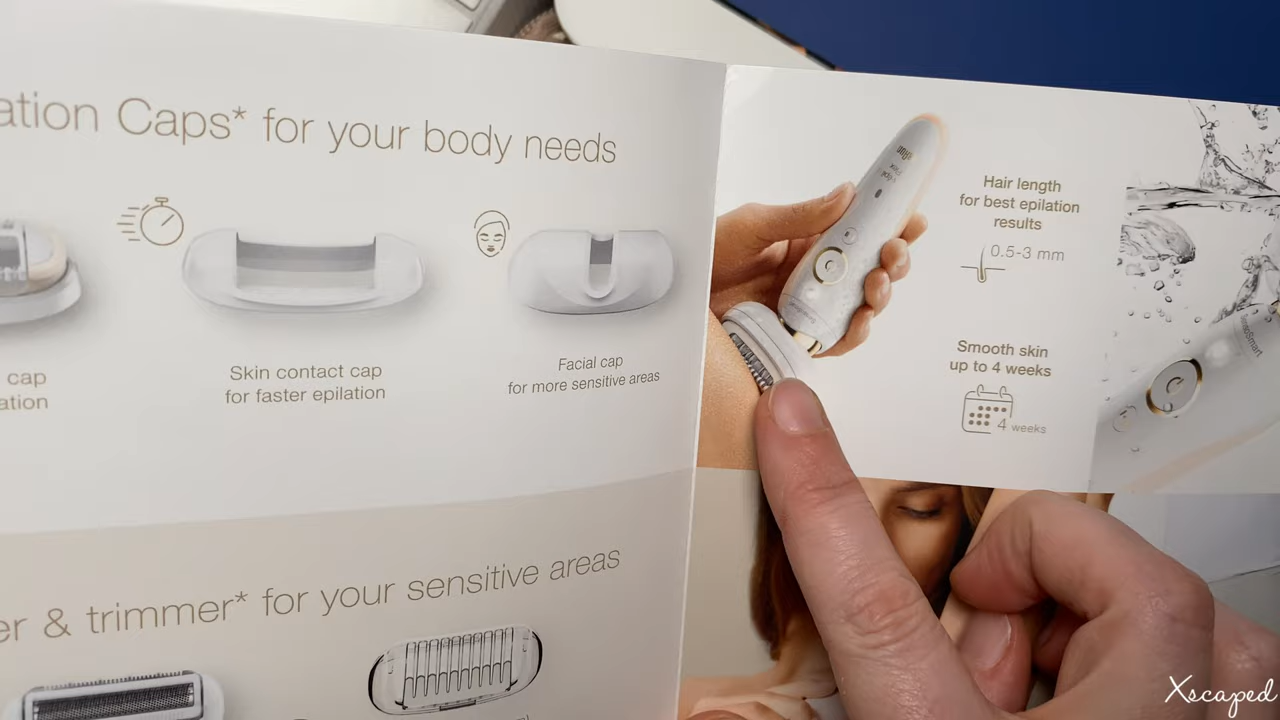 ation Caps* for your body needs
cap
ation
Skin contact cap
for faster epilation
Facial cap
for more sensitive areas
er & trimmer* for your sensitive areas
Hair length
for best epilation
results
0.5-3 mm
Smooth skin
up to 4 weeks
4 weeks
Xscaped